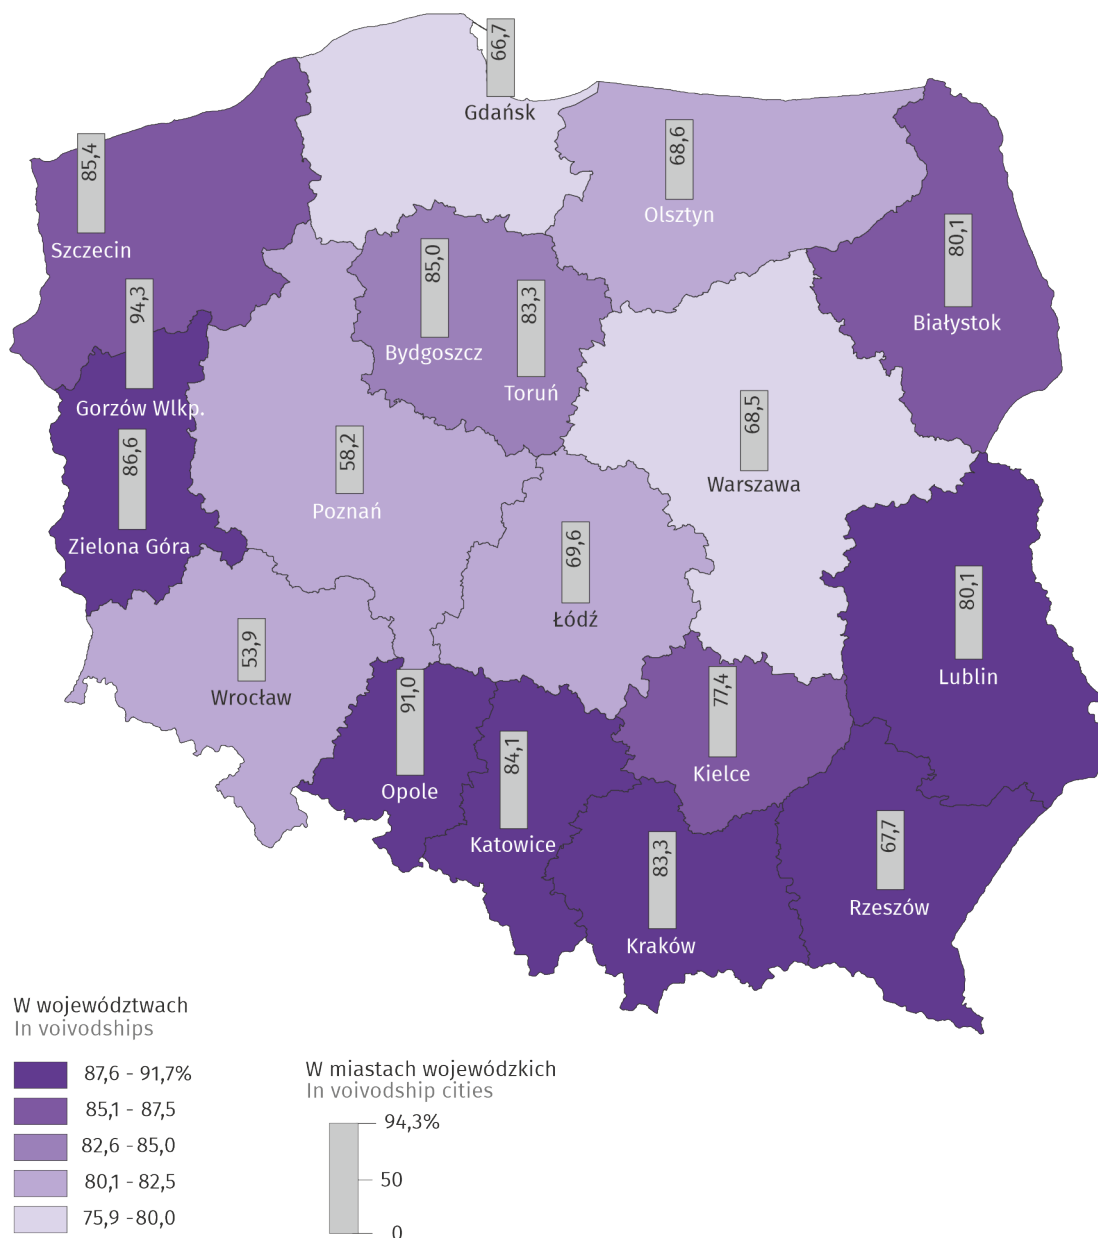 66,7
Gdańsk
85,4
Szczecin
68,6
Olsztyn
80,1
Białystok
94,3
Gorzów Wlkp.
85,0
Bydgoszcz
83,3
Toruń
86,6
Zielona Góra
58,2
Poznań
68,5
Warszawa
69,6
Łódź
80,1
Lublin
53,9
Wrocław
91,0
Opole
84,1
Katowice
77,4
Kielce
83,3
Kraków
67,7
Rzeszów
W województwach
In voivodships
87,6 - 91,7%
85,1 - 87,5
82,6 - 85,0
80,1 - 82,5
75,9 - 80,0
W miastach wojewódzkich
In voivodship cities
94,3%
50
0